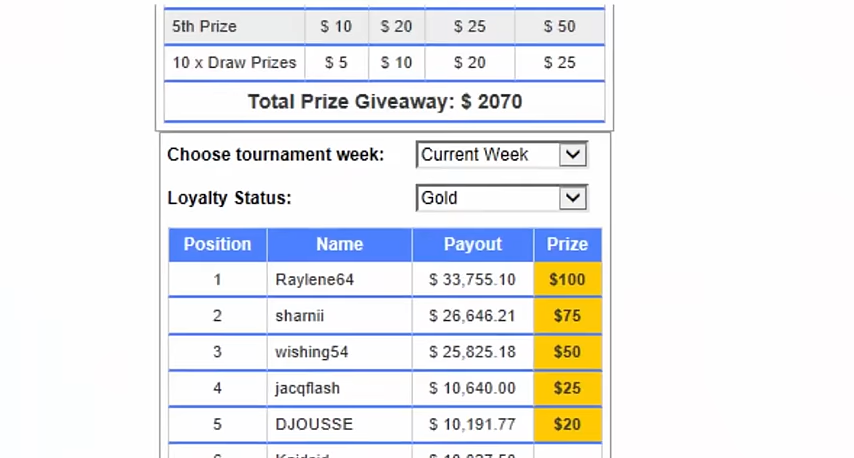 5th Prize $ 10 $ 20 $ 25 $ 50
10 x Draw Prizes $ 5 $ 10 $ 20 $ 25
Total Prize Giveaway: $ 2070
Choose tournament week: Current Week
Loyalty Status: Gold
Position Name Payout Prize
1 Raylene64 $ 33,755.10 $100
2 sharnii $ 26,646.21 $75
3 wishing54 $ 25,825.18 $50
4 jacqflash $ 10,640.00 $25
5 DJOUSSE $ 10,191.77 $20